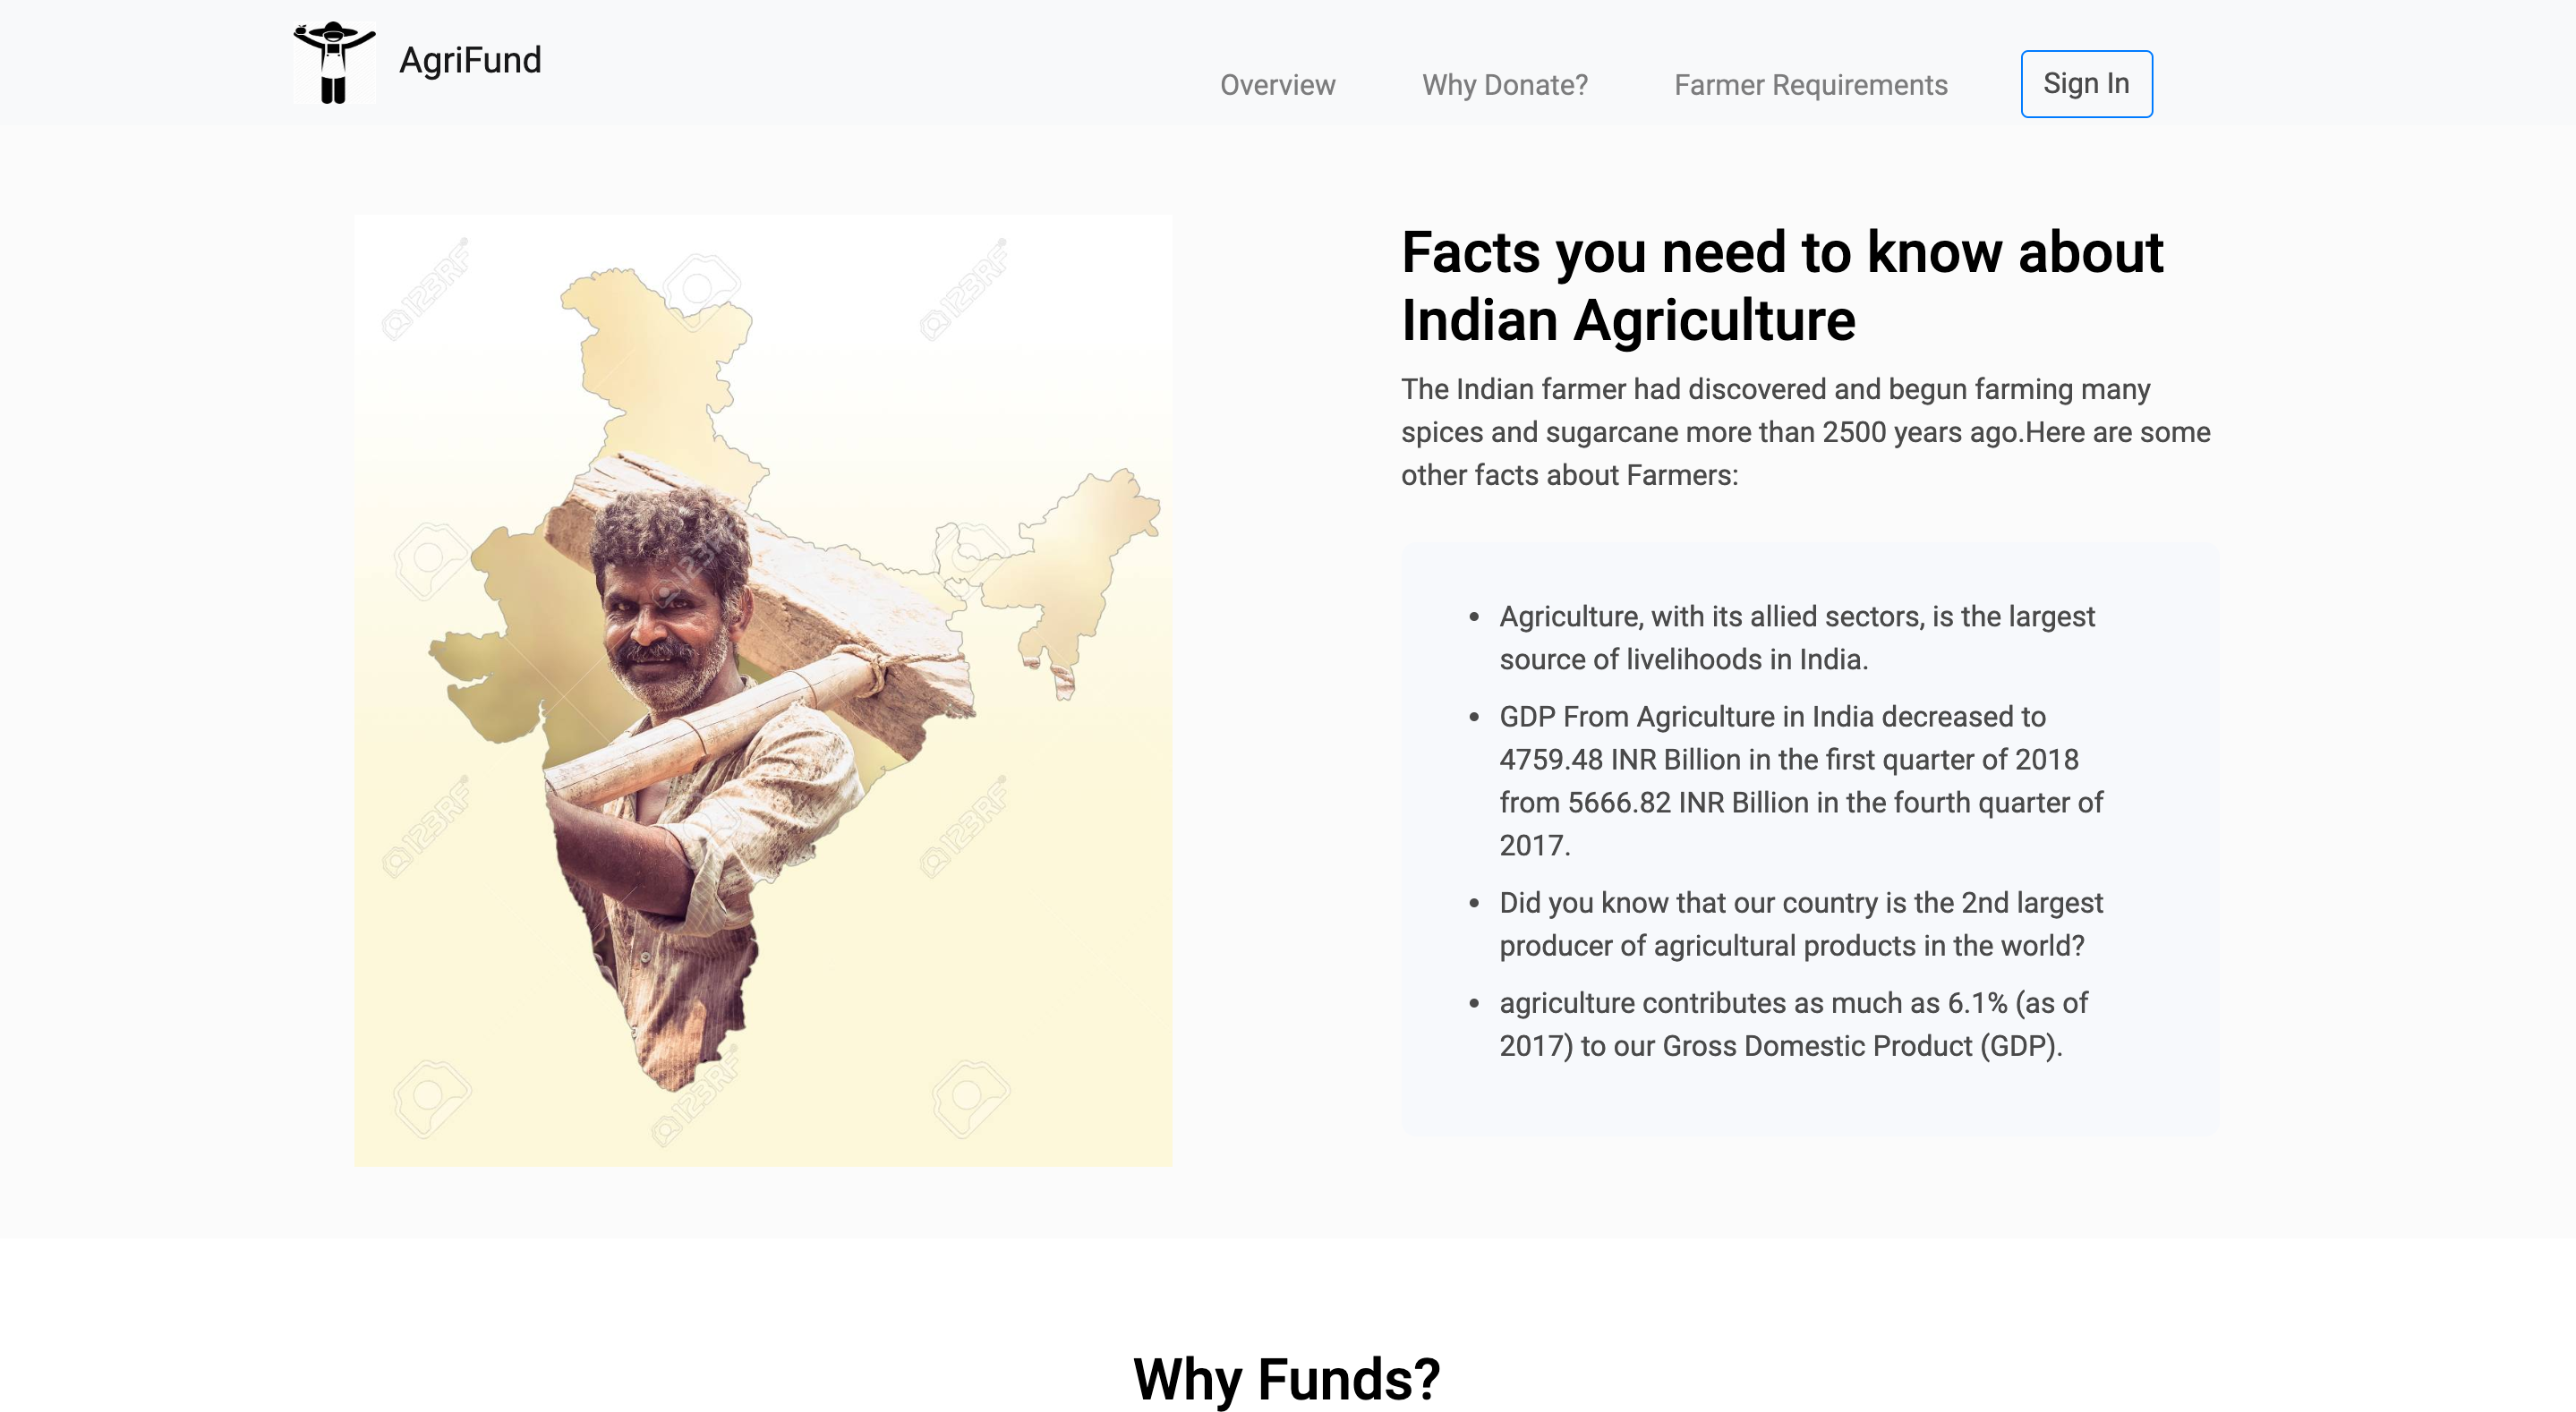 AgriFund
Overview
Why Donate?
Farmer Requirements
Sign In
123RF
123RF
123RF
123RF
123RF
123RF
Facts you need to know about
Indian Agriculture
The Indian farmer had discovered and begun farming many
spices and sugarcane more than 2500 years ago.Here are some
other facts about Farmers:
• Agriculture, with its allied sectors, is the largest
source of livelihoods in India.
• GDP From Agriculture in India decreased to
4759.48 INR Billion in the first quarter of 2018
from 5666.82 INR Billion in the fourth quarter of
2017.
• Did you know that our country is the 2nd largest
producer of agricultural products in the world?
• agriculture contributes as much as 6.1% (as of
2017) to our Gross Domestic Product (GDP).
Why Funds?